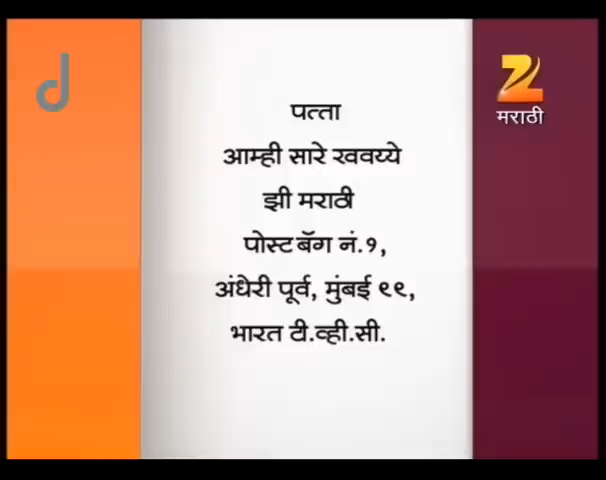 मराठी
पत्ता
आम्ही सारे खवय्ये
झी मराठी
पोस्ट बॅग नं.१,
अंधेरी पूर्व, मुंबई ९९,
भारत टी.व्ही.सी.